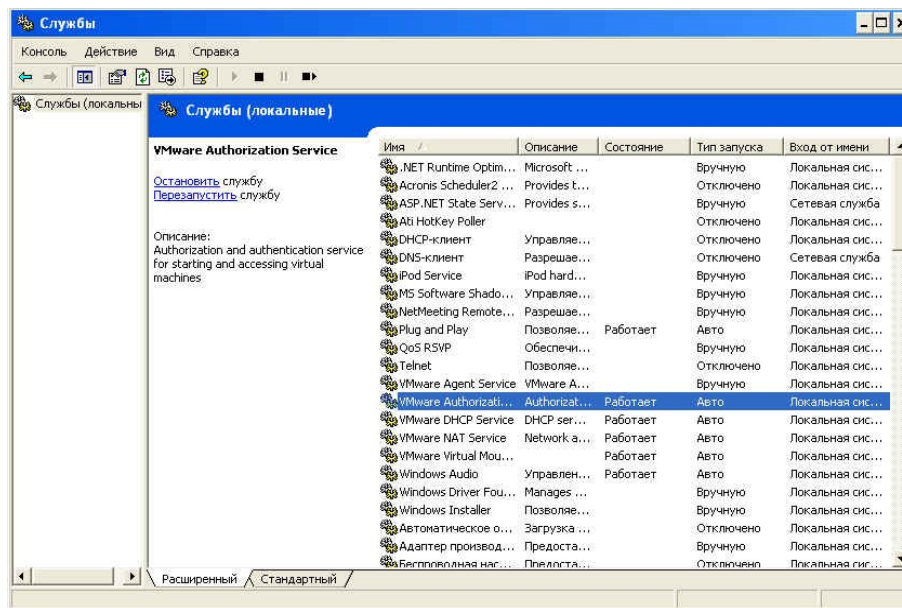 Службы
Консоль Действие Вид Справка
Службы (локальны
Службы (локальные)
VMware Authorization Service
Остановить службу
Перезапустить службу
Описание:
Authorization and authentication service
for starting and accessing virtual
machines
Имя Описание Состояние Тип запуска Вход от имени
.NET Runtime Optim... Microsoft ... Вручную Локальная сис...
Acronis Scheduler2 ... Provides t... Отключено Локальная сис...
ASP.NET State Serv... Provides s... Вручную Сетевая служба
Ati HotKey Poller Отключено Локальная сис...
DHCP-клиент Управляе... Отключено Локальная сис...
DNS-клиент Разрешае... Отключено Сетевая служба
iPod Service iPod hard... Вручную Локальная сис...
MS Software Shado... Управляе... Вручную Локальная сис...
NetMeeting Remote... Разрешае... Вручную Локальная сис...
Plug and Play Позволяе... Работает Авто Локальная сис...
QoS RSVP Обеспечи... Вручную Локальная сис...
Telnet Позволяе... Отключено Локальная сис...
VMware Agent Service VMware A... Вручную Локальная сис...
VMware Authorizati... Authorizat... Работает Авто Локальная сис...
VMware DHCP Service DHCP ser... Работает Авто Локальная сис...
VMware NAT Service Network a... Работает Авто Локальная сис...
VMware Virtual Mou... Работает Авто Локальная сис...
Windows Audio Управлен... Работает Авто Локальная сис...
Windows Driver Fou... Manages ... Вручную Локальная сис...
Windows Installer Позволяе... Вручную Локальная сис...
Автоматическое о... Загрузка ... Отключено Локальная сис...
Адаптер производ... Предоста... Вручную Локальная сис...
Беспроводная нас... Предоста... Отключено Локальная сис...
Расширенный Стандартный